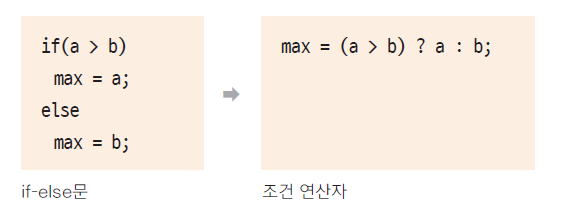 if(a > b)
max = a;
else
max = b;
if-else문
max = (a > b) ? a : b;
조건 연산자